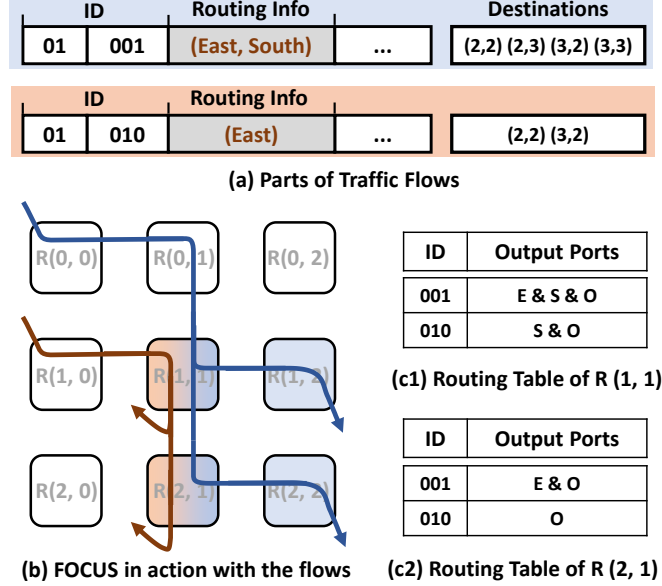 ID Routing Info Destinations
01 001 (East, South) ... (2,2) (2,3) (3,2) (3,3)
ID Routing Info
01 010 (East) ... (2,2) (3,2)
(a) Parts of Traffic Flows
R(0, 0) R(0, 1) R(0, 2)
R(1, 0) R(1, 1) R(1, 2)
R(2, 0) R(2, 1) R(2, 2)
(b) FOCUS in action with the flows
ID Output Ports
001 E & S & O
010 S & O
(c1) Routing Table of R (1, 1)
ID Output Ports
001 E & O
010 O
(c2) Routing Table of R (2, 1)